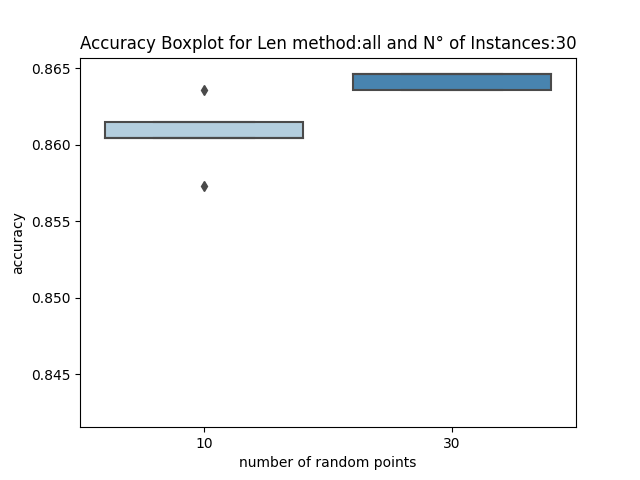 Accuracy Boxplot for Len method:all and N° of Instances:30
0.865
0.860
0.855
0.850
0.845
accuracy
10
30
number of random points